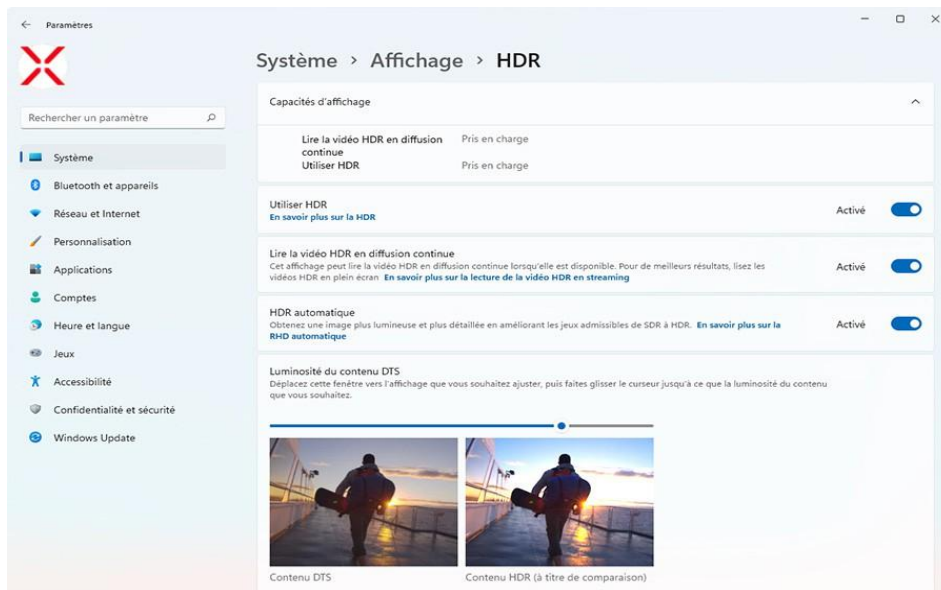 Paramètres
Système > Affichage > HDR
Rechercher un paramètre
Système
Bluetooth et appareils
Réseau et Internet
Personnalisation
Applications
Comptes
Heure et langue
Jeux
Accessibilité
Confidentialité et sécurité
Windows Update
Capacités d'affichage
Lire la vidéo HDR en diffusion Pris en charge
continue
Utiliser HDR Pris en charge
Utiliser HDR
En savoir plus sur la HDR
Activé
Lire la vidéo HDR en diffusion continue
Cet affichage peut lire la vidéo HDR en diffusion continue lorsqu'elle est disponible. Pour de meilleurs résultats, lisez les
vidéos HDR en plein écran En savoir plus sur la lecture de la vidéo HDR en streaming
Activé
HDR automatique
Obtenez une image plus lumineuse et plus détaillée en améliorant les jeux admissibles de SDR à HDR. En savoir plus sur la
RHD automatique
Activé
Luminosité du contenu DTS
Déplacez cette fenêtre vers l'affichage que vous souhaitez ajuster, puis faites glisser le curseur jusqu'à ce que la luminosité du contenu
que vous souhaitez.
Contenu DTS
Contenu HDR (à titre de comparaison)